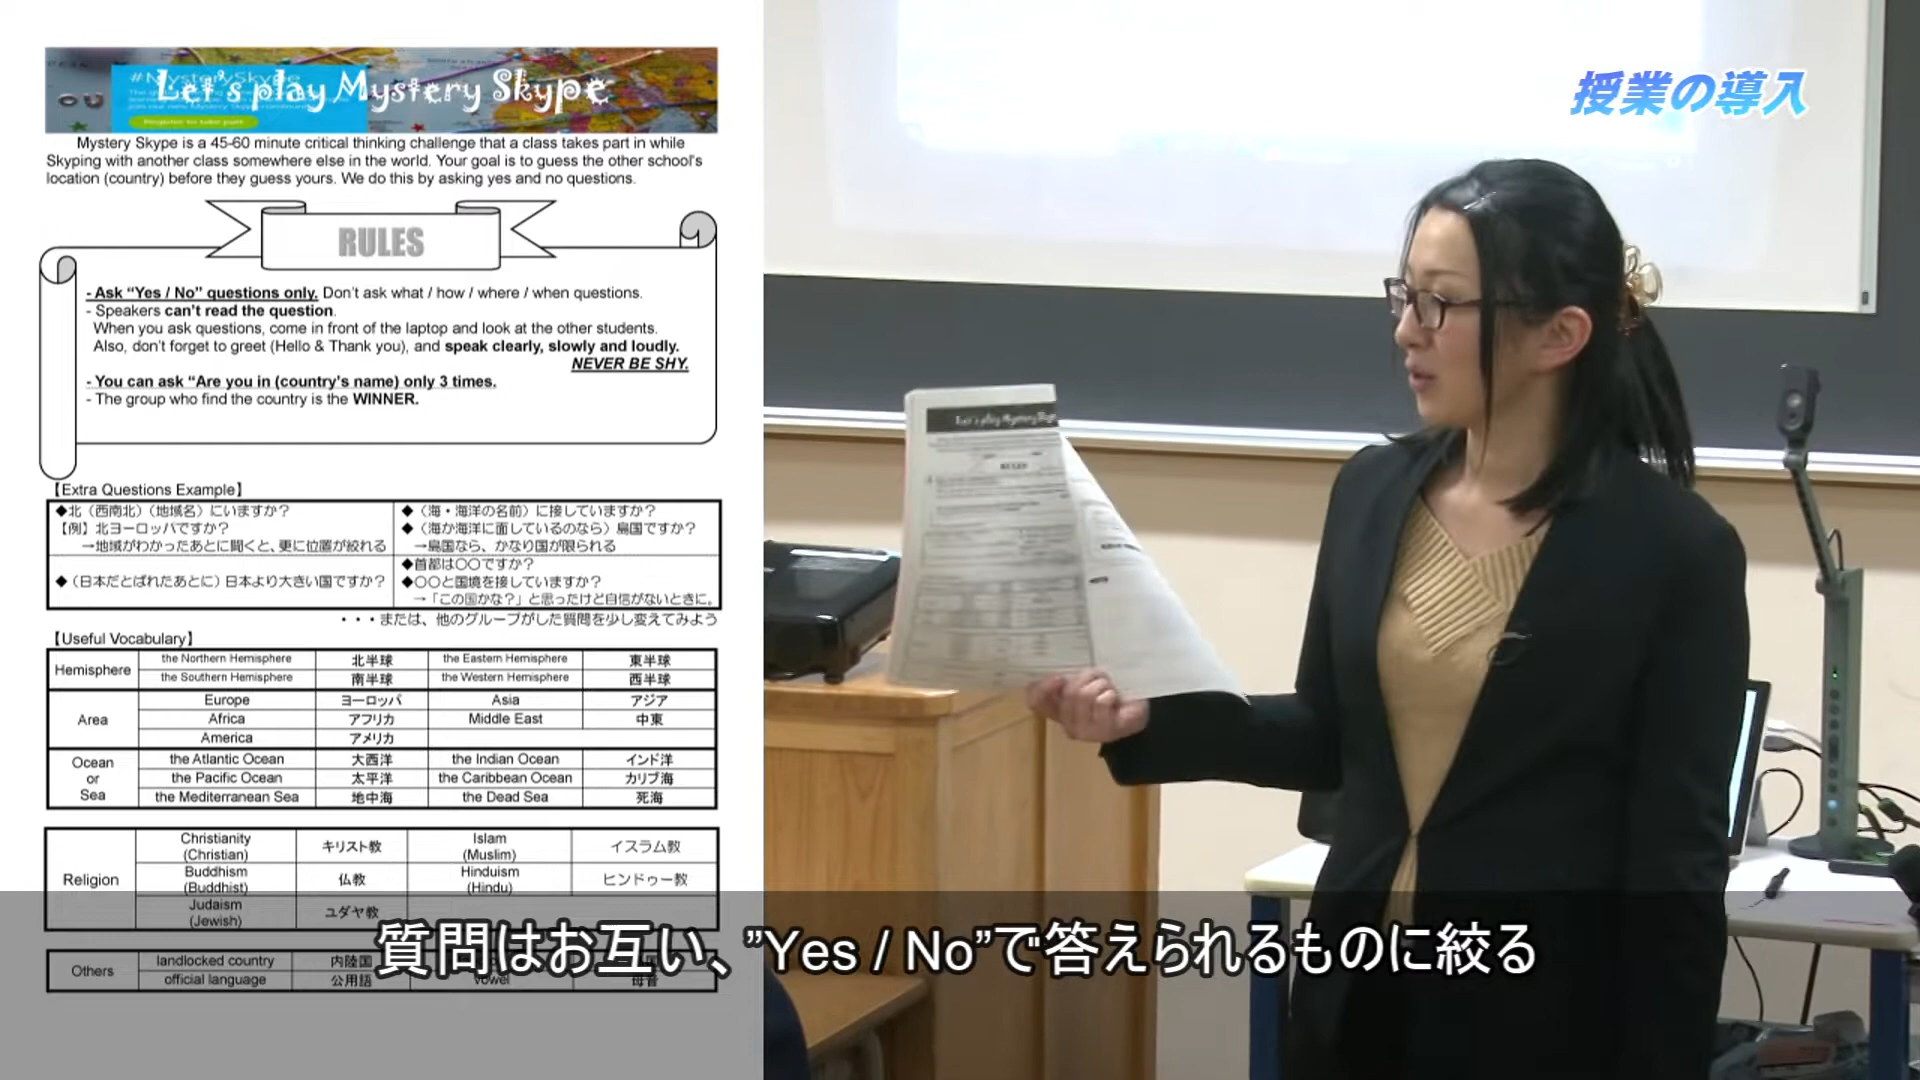 #MysterySkype
Let's play Mystery Skype
Mystery Skype is a 45-60 minute critical thinking challenge that a class takes part in while
Skyping with another class somewhere else in the world. Your goal is to guess the other school's
location (country) before they guess yours. We do this by asking yes and no questions.
RULES
- Ask “Yes / No” questions only. Don't ask what / how / where / when questions.
- Speakers can't read the question.
When you ask questions, come in front of the laptop and look at the other students.
Also, don't forget to greet (Hello & Thank you), and speak clearly, slowly and loudly.
NEVER BE SHY.
- You can ask “Are you in (country's name) only 3 times.
- The group who find the country is the WINNER.
【Extra Questions Example】
◆北（西南北）（地域名）にいますか？
【例】北ヨーロッパですか？
→地域がわかったあとに聞くと、更に位置が絞れる
◆（海・海洋の名前）に接していますか？
◆（海か海洋に面しているのなら）島国ですか？
→島国なら、かなり国が限られる
◆（日本だとばれたあとに）日本より大きい国ですか？
◆首都は〇〇ですか？
◆〇〇と国境を接していますか？
→「この国かな？」と思ったけど自信がないときに。
・・・または、他のグループがした質問を少し変えてみよう
【Useful Vocabulary】
Hemisphere
the Northern Hemisphere 北半球 the Eastern Hemisphere 東半球
the Southern Hemisphere 南半球 the Western Hemisphere 西半球
Area
Europe ヨーロッパ Asia アジア
Africa アフリカ Middle East 中東
America アメリカ
Ocean
or
Sea
the Atlantic Ocean 大西洋 the Indian Ocean インド洋
the Pacific Ocean 太平洋 the Caribbean Ocean カリブ海
the Mediterranean Sea 地中海 the Dead Sea 死海
Religion
Christianity
(Christian)
キリスト教
Islam
(Muslim)
イスラム教
Buddhism
(Buddhist)
仏教
Hinduism
(Hindu)
ヒンドゥー教
Judaism
(Jewish)
ユダヤ教
Others
landlocked country 内陸国
official language 公用語 vowel 母音
授業の導入
Let's play Mystery Skype
RULES
質問はお互い、”Yes / No”で答えられるものに絞る